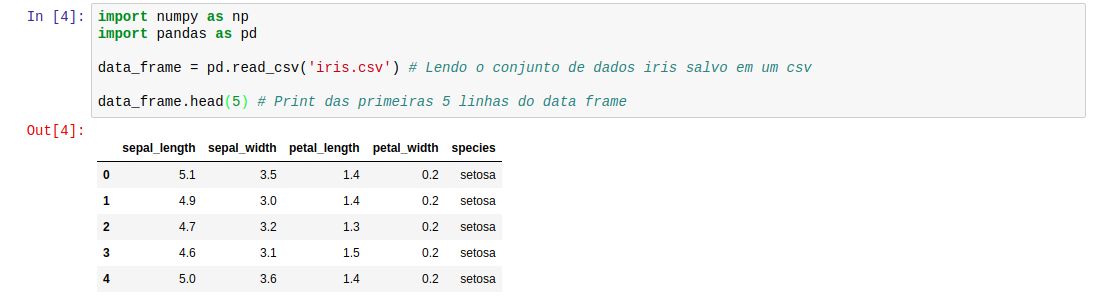 In [4]: import numpy as np
import pandas as pd
data_frame = pd.read_csv('iris.csv') # Lendo o conjunto de dados iris salvo em um csv
data_frame.head(5) # Print das primeiras 5 linhas do data frame
Out[4]:
sepal_length sepal_width petal_length petal_width species
0 5.1 3.5 1.4 0.2 setosa
1 4.9 3.0 1.4 0.2 setosa
2 4.7 3.2 1.3 0.2 setosa
3 4.6 3.1 1.5 0.2 setosa
4 5.0 3.6 1.4 0.2 setosa